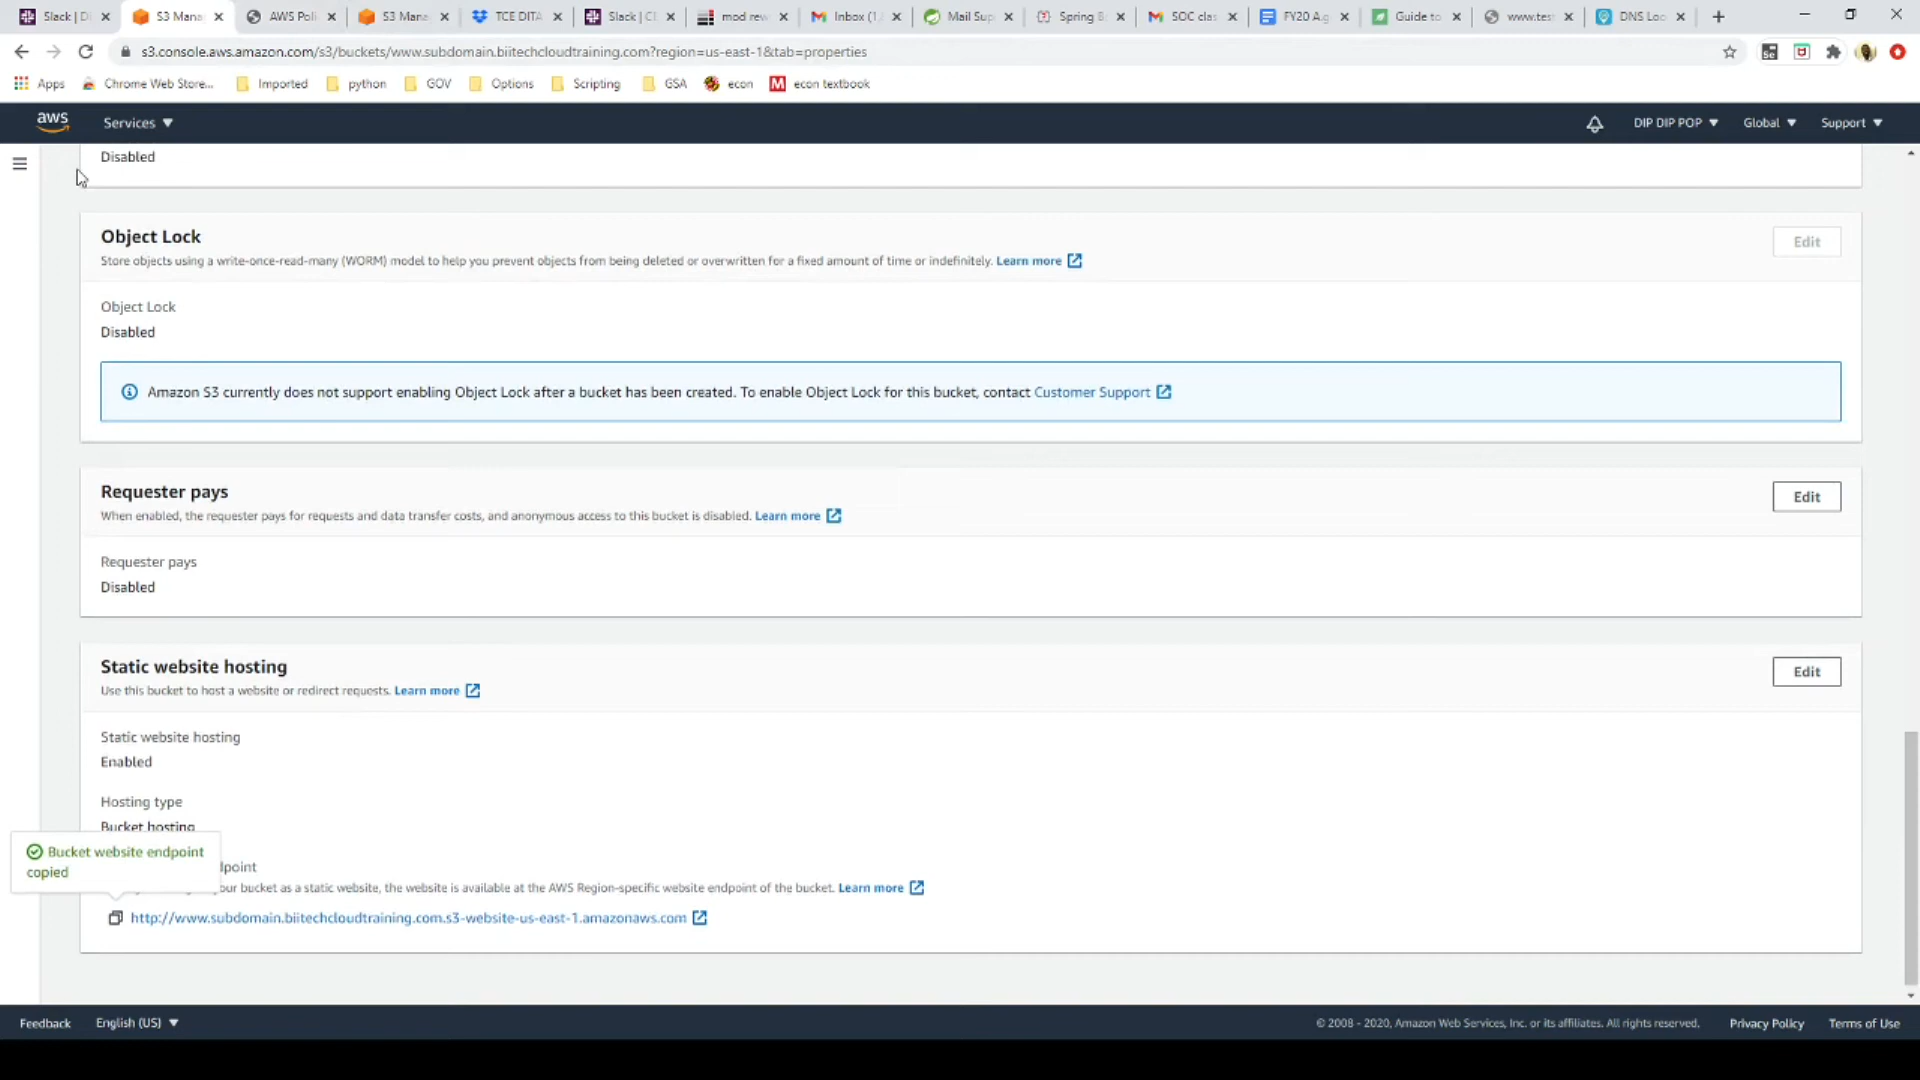 Slack | D
S3 Mana
AWS Poli
S3 Mana
TCE DITA
Slack | C
mod rew
Inbox (1
Mail Sup
Spring B
SOC clas
FY20 Ag
Guide to
www.tes
DNS Loo
s3.console.aws.amazon.com/s3/buckets/www.subdomain.biitechcloudtraining.com?region=us-east-1&tab=properties
Apps
Chrome Web Store...
Imported
python
GOV
Options
Scripting
GSA
econ
econ textbook
aws
Services
DIP DIP POP
Global
Support
Disabled
Object Lock
Edit
Store objects using a write-once-read-many (WORM) model to help you prevent objects from being deleted or overwritten for a fixed amount of time or indefinitely. Learn more
Object Lock
Disabled
Amazon S3 currently does not support enabling Object Lock after a bucket has been created. To enable Object Lock for this bucket, contact Customer Support
Requester pays
Edit
When enabled, the requester pays for requests and data transfer costs, and anonymous access to this bucket is disabled. Learn more
Requester pays
Disabled
Static website hosting
Edit
Use this bucket to host a website or redirect requests. Learn more
Static website hosting
Enabled
Hosting type
Bucket hosting
Bucket website endpoint
copied
dpoint
our bucket as a static website, the website is available at the AWS Region-specific website endpoint of the bucket. Learn more
http://www.subdomain.biitechcloudtraining.com.s3-website-us-east-1.amazonaws.com
Feedback
English (US)
© 2008 - 2020, Amazon Web Services, Inc. or its affiliates. All rights reserved.
Privacy Policy
Terms of Use